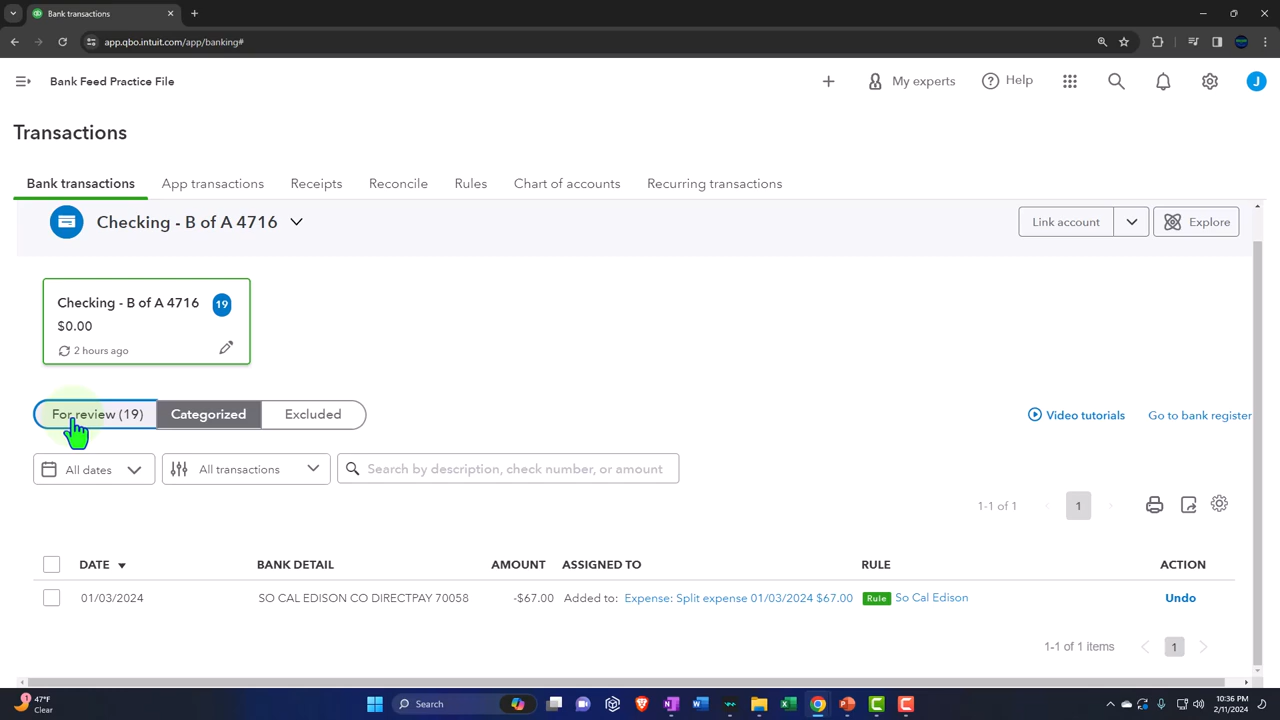 Bank transactions
app.qbo.intuit.com/app/banking#
Bank Feed Practice File
My experts
Help
J
Transactions
Bank transactions
App transactions
Receipts
Reconcile
Rules
Chart of accounts
Recurring transactions
Checking - B of A 4716
Link account
Explore
Checking - B of A 4716
19
$0.00
2 hours ago
For review (19)
Categorized
Excluded
Video tutorials
Go to bank register
All dates
All transactions
Search by description, check number, or amount
1-1 of 1
1
DATE
BANK DETAIL
AMOUNT
ASSIGNED TO
RULE
ACTION
01/03/2024
SO CAL EDISON CO DIRECTPAY 70058
-$67.00
Added to:
Expense: Split expense 01/03/2024 $67.00
Rule
So Cal Edison
Undo
1-1 of 1 items
1
47°F
Clear
Search
10:36 PM
2/11/2024